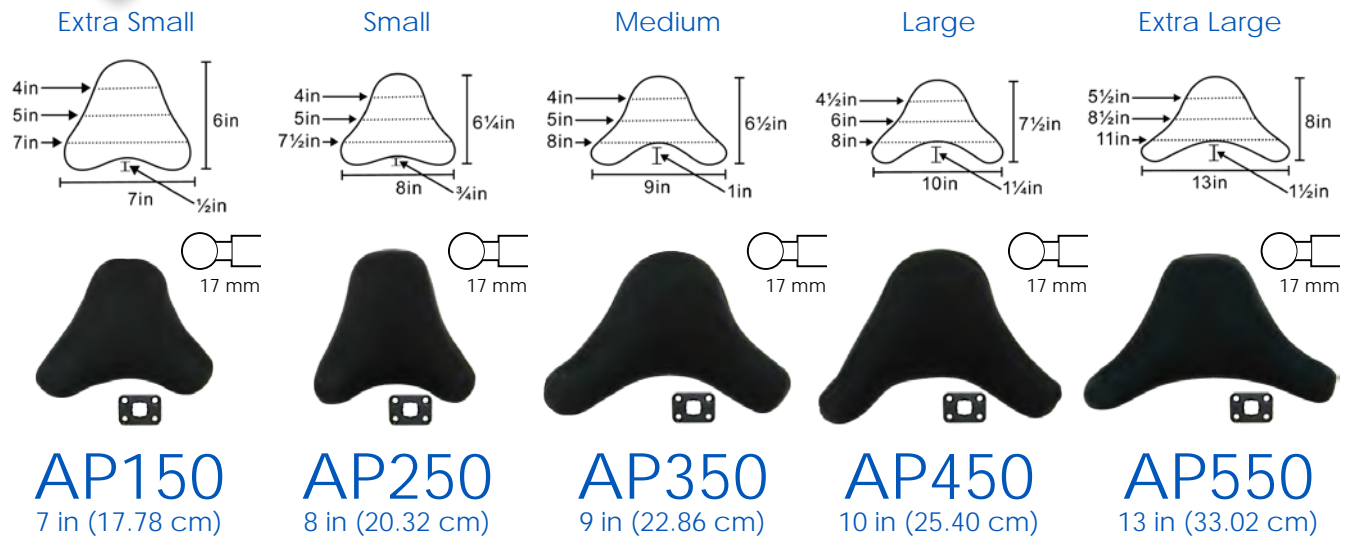 Extra Small
Small
Medium
Large
Extra Large
4in
5in
7in
6in
7in
½in
4in
5in
7½in
6¼in
8in
¾in
4in
5in
8in
6½in
9in
1in
4½in
6in
8in
7½in
10in
1¼in
5½in
8½in
11in
8in
13in
1½in
17 mm
17 mm
17 mm
17 mm
17 mm
AP150
AP250
AP350
AP450
AP550
7 in (17.78 cm)
8 in (20.32 cm)
9 in (22.86 cm)
10 in (25.40 cm)
13 in (33.02 cm)